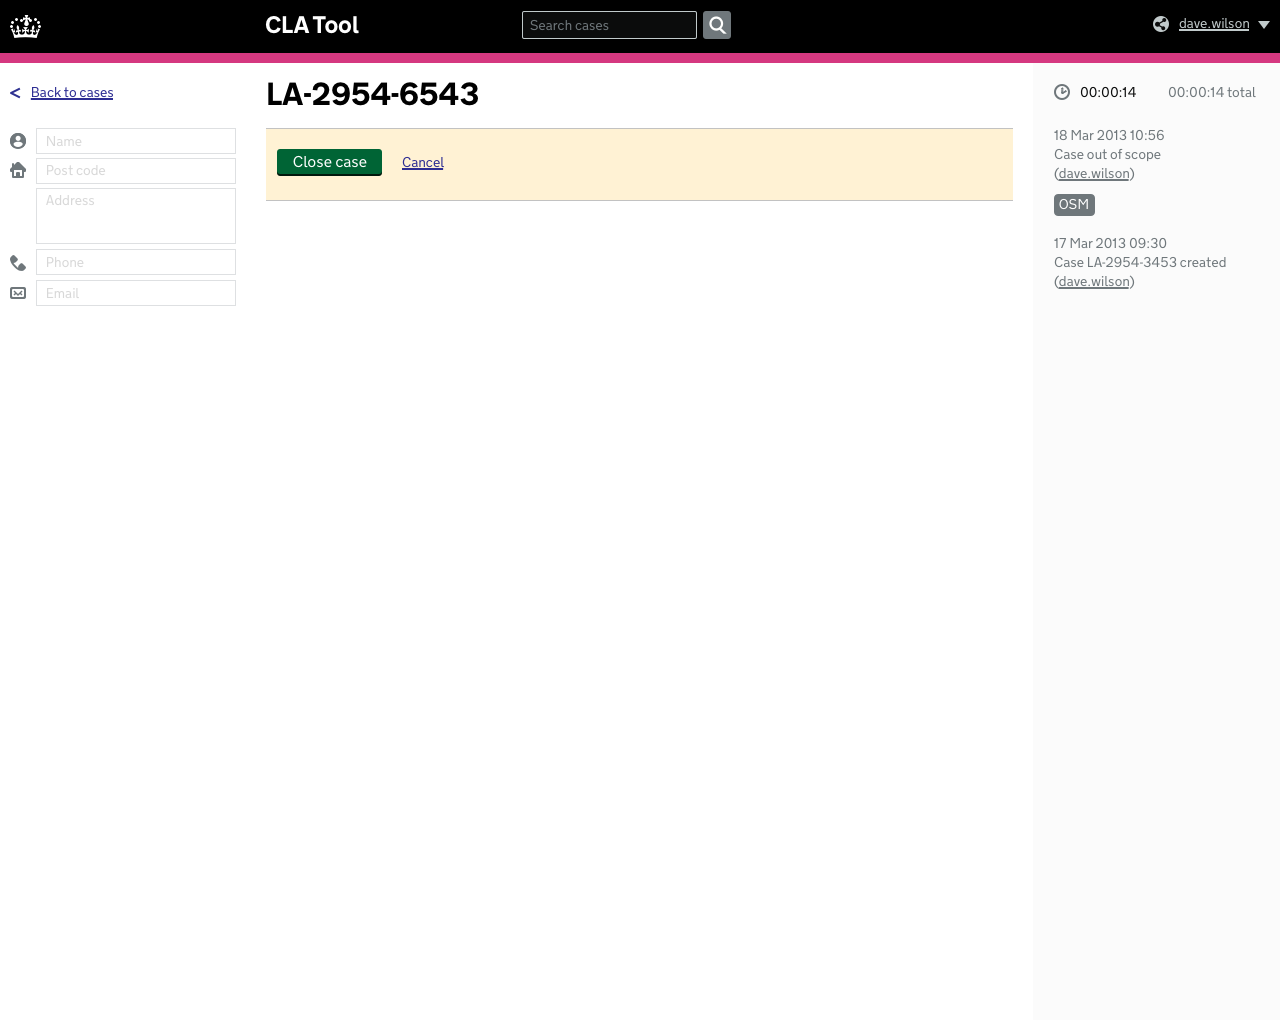 CLA Tool
Search cases
dave.wilson
< Back to cases
LA-2954-6543
00:00:14
00:00:14 total
Name
Post code
Address
Phone
Email
Close case
Cancel
18 Mar 2013 10:56
Case out of scope
(dave.wilson)
OSM
17 Mar 2013 09:30
Case LA-2954-3453 created
(dave.wilson)